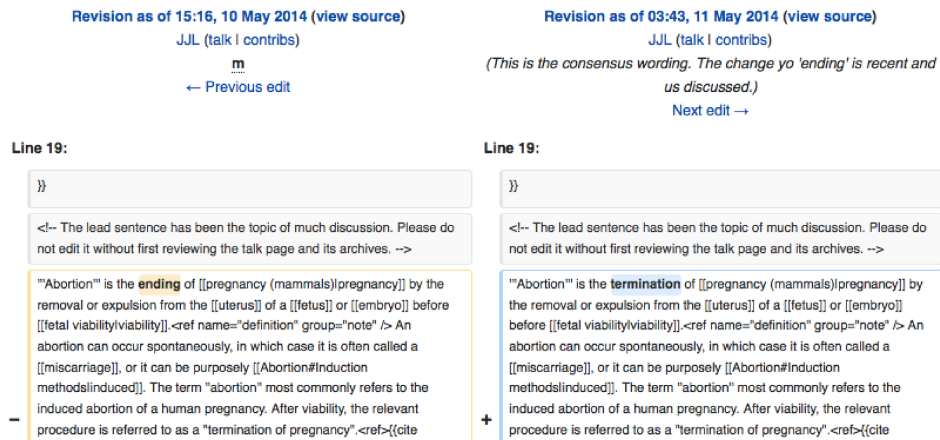 Revision as of 15:16, 10 May 2014 (view source)
JJL (talk | contribs)
m
← Previous edit
Line 19:
}}
<!-- The lead sentence has been the topic of much discussion. Please do
not edit it without first reviewing the talk page and its archives. -->
'''Abortion''' is the ending of [[pregnancy (mammals)|pregnancy]] by the
removal or expulsion from the [[uterus]] of a [[fetus]] or [[embryo]] before
[[fetal viability|viability]].<ref name="definition" group="note" /> An
abortion can occur spontaneously, in which case it is often called a
[[miscarriage]], or it can be purposely [[Abortion#Induction
methods|induced]]. The term "abortion" most commonly refers to the
induced abortion of a human pregnancy. After viability, the relevant
− procedure is referred to as a "termination of pregnancy".<ref>{{cite
Revision as of 03:43, 11 May 2014 (view source)
JJL (talk | contribs)
(This is the consensus wording. The change yo 'ending' is recent and
us discussed.)
Next edit →
Line 19:
}}
<!-- The lead sentence has been the topic of much discussion. Please do
not edit it without first reviewing the talk page and its archives. -->
'''Abortion''' is the termination of [[pregnancy (mammals)|pregnancy]] by
the removal or expulsion from the [[uterus]] of a [[fetus]] or [[embryo]]
before [[fetal viability|viability]].<ref name="definition" group="note" /> An
abortion can occur spontaneously, in which case it is often called a
[[miscarriage]], or it can be purposely [[Abortion#Induction
methods|induced]]. The term "abortion" most commonly refers to the
induced abortion of a human pregnancy. After viability, the relevant
+ procedure is referred to as a "termination of pregnancy".<ref>{{cite